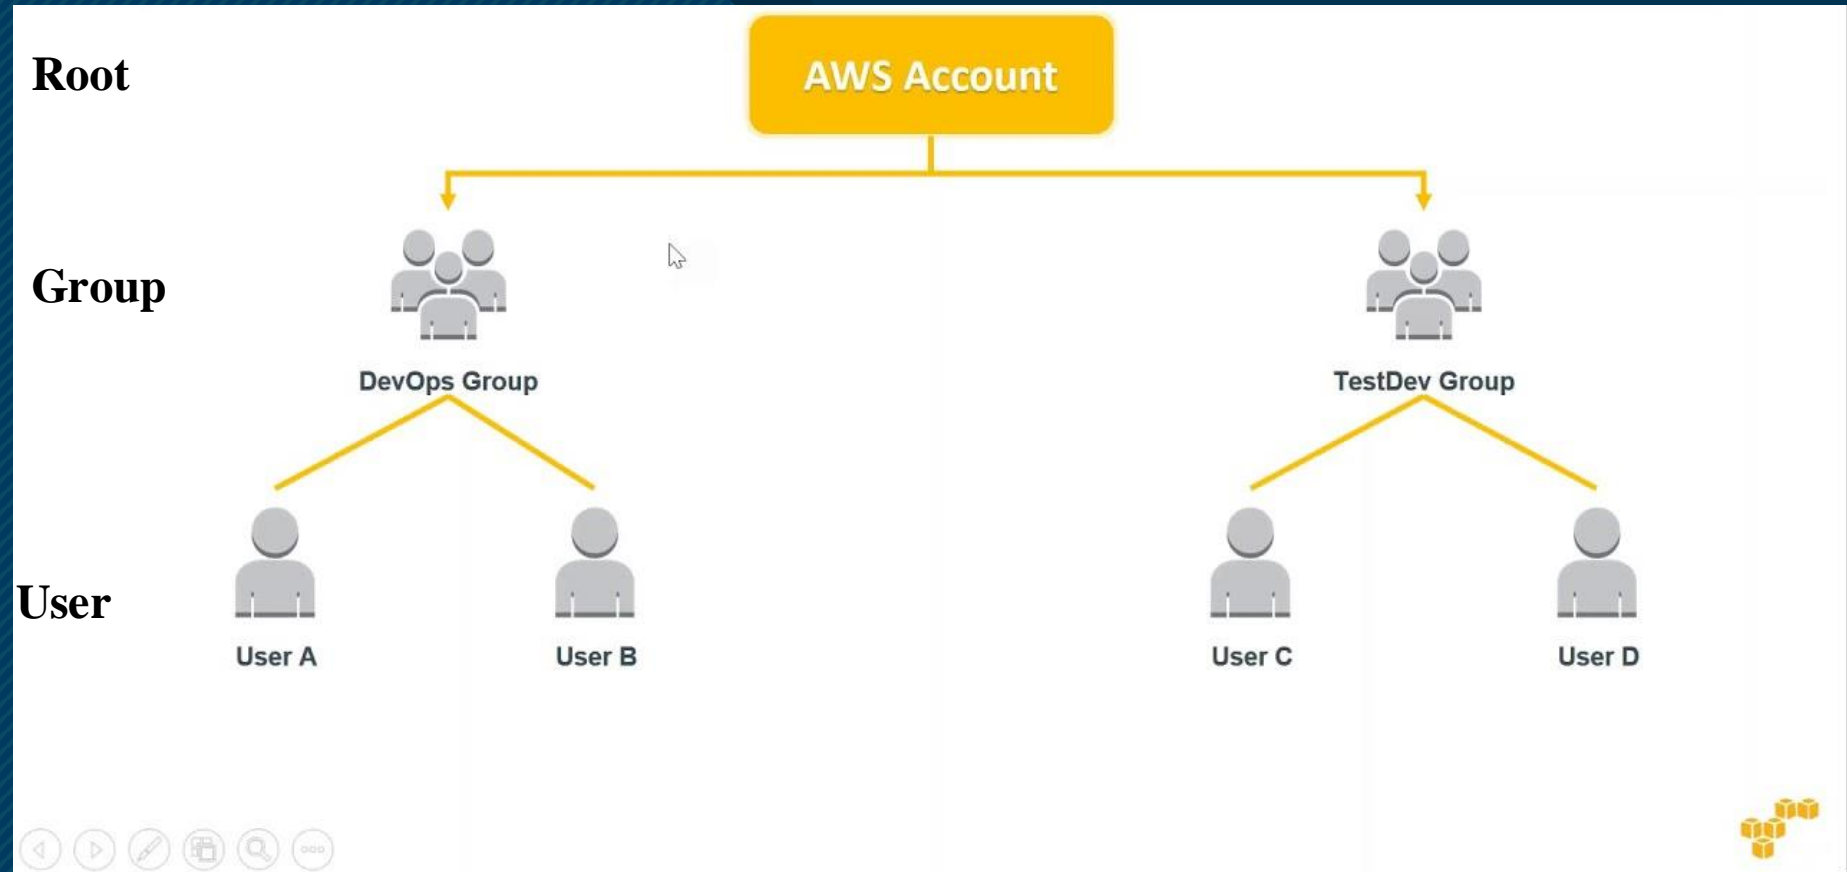 Root
AWS Account
Group
DevOps Group
TestDev Group
User
User A
User B
User C
User D